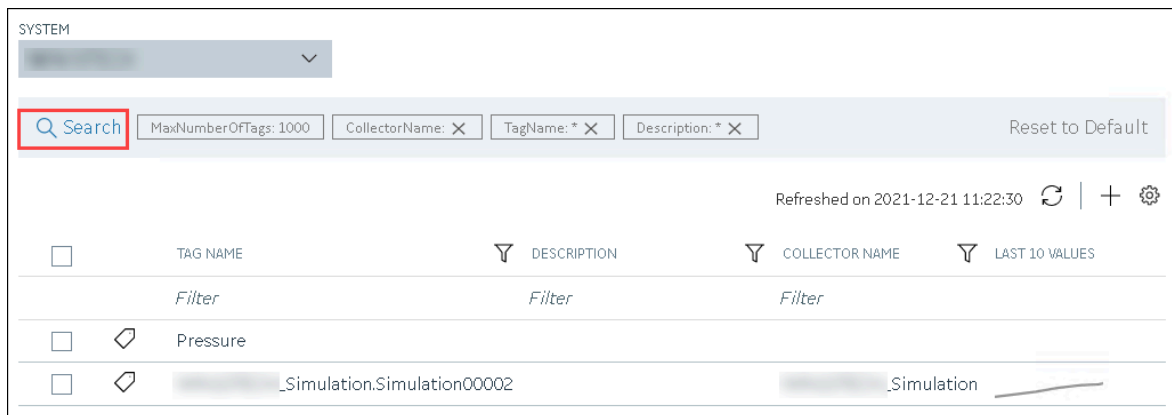 SYSTEM
Search MaxNumberOfTags: 1000 CollectorName: TagName: * Description: * Reset to Default
Refreshed on 2021-12-21 11:22:30
TAG NAME DESCRIPTION COLLECTOR NAME LAST 10 VALUES
Filter Filter Filter
Pressure
_Simulation.Simulation00002 _Simulation